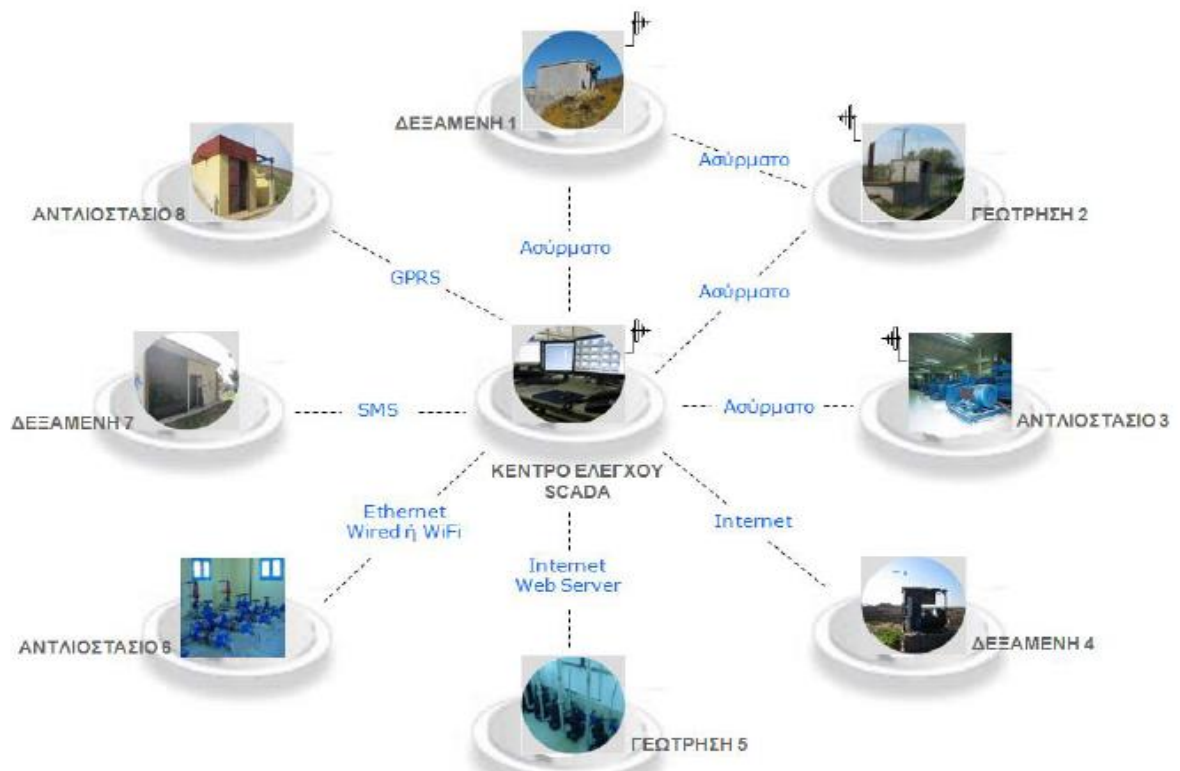 ΔΕΞΑΜΕΝΗ 1
Ασύρματο
ΑΝΤΛΙΟΣΤΑΣΙΟ 8
ΓΕΩΤΡΗΣΗ 2
Ασύρματο
GPRS
Ασύρματο
ΔΕΞΑΜΕΝΗ 7
SMS
Ασύρματο
ΑΝΤΛΙΟΣΤΑΣΙΟ 3
ΚΕΝΤΡΟ ΕΛΕΓΧΟΥ
SCADA
Ethernet
Wired ή WiFi
Internet
Internet
Web Server
ΑΝΤΛΙΟΣΤΑΣΙΟ 6
ΔΕΞΑΜΕΝΗ 4
ΓΕΩΤΡΗΣΗ 5